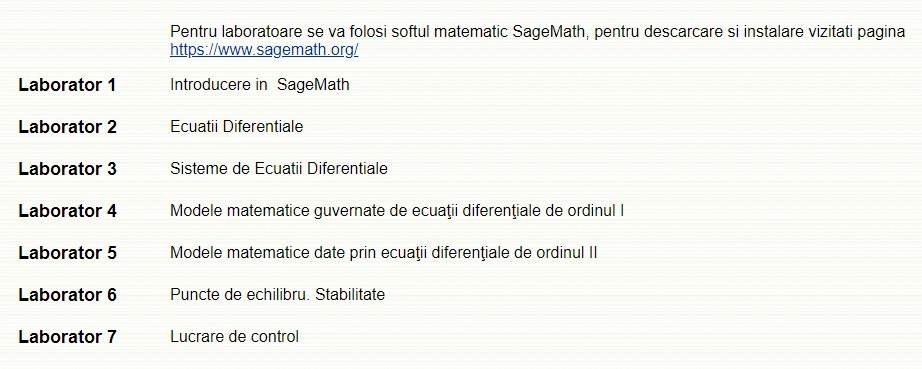 Pentru laboratoare se va folosi softul matematic SageMath, pentru descarcare si instalare vizitati pagina
https://www.sagemath.org/
Laborator 1 Introducere in SageMath
Laborator 2 Ecuatii Diferentiale
Laborator 3 Sisteme de Ecuatii Diferentiale
Laborator 4 Modele matematice guvernate de ecuaţii diferenţiale de ordinul I
Laborator 5 Modele matematice date prin ecuaţii diferenţiale de ordinul II
Laborator 6 Puncte de echilibru. Stabilitate
Laborator 7 Lucrare de control